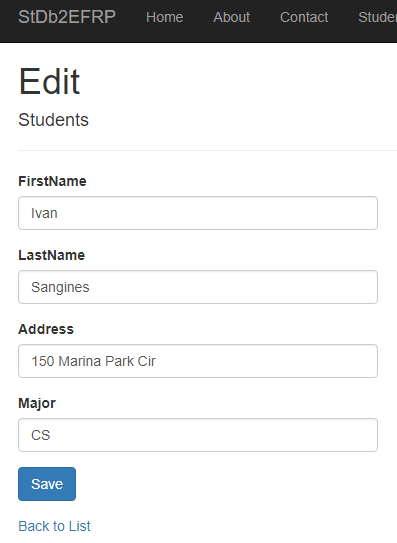 StDb2EFRP Home About Contact Studen
Edit
Students
FirstName
Ivan
LastName
Sangines
Address
150 Marina Park Cir
Major
CS
Save
Back to List